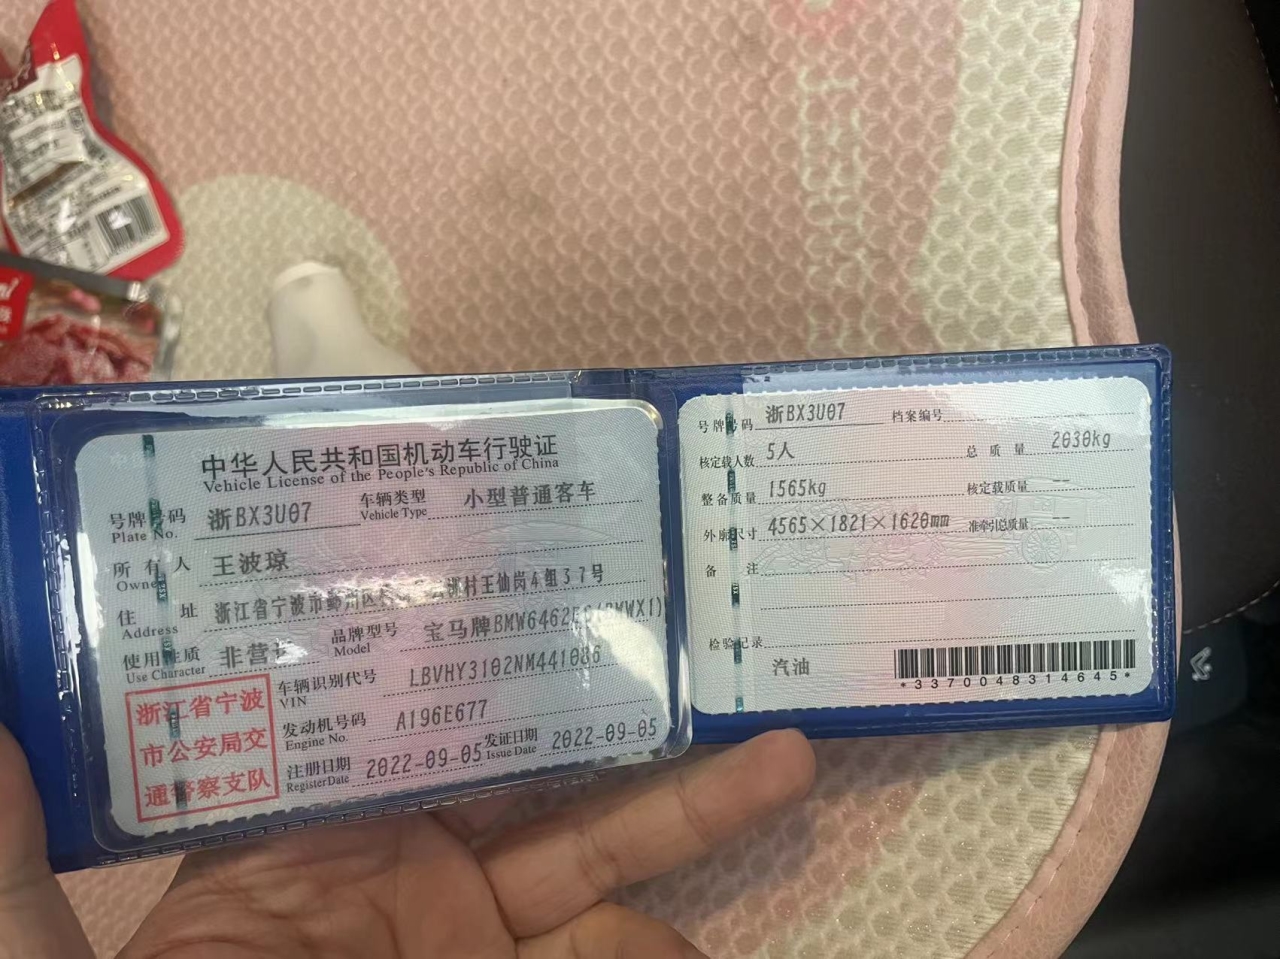 中华人民共和国机动车行驶证
Vehicle License of the People's Republic of China
号牌号码 浙BX3U07 车辆类型 小型普通客车
Plate No. Vehicle Type
所有人 王波琼
Owner
住址 浙江省宁波市鄞州区 洲村王仙岗4组37号
Address
使用性质 非营 品牌型号 宝马牌BMW6462 (BMWX1)
Use Character Model
车辆识别代号 LBVHY3102NM441086
VIN
发动机号码 A196E677
Engine No.
注册日期 2022-09-05 发证日期 2022-09-05
Register Date Issue Date
浙江省宁波
市公安局交
通警察支队
号牌号码 浙BX3U07 档案编号
核定载人数 5人 总质量 2030kg
整备质量 1565kg 核定载质量 --
外廓尺寸 4565×1821×1620mm 准牵引总质量 --
备注
检验记录
汽油
*3370048314645*